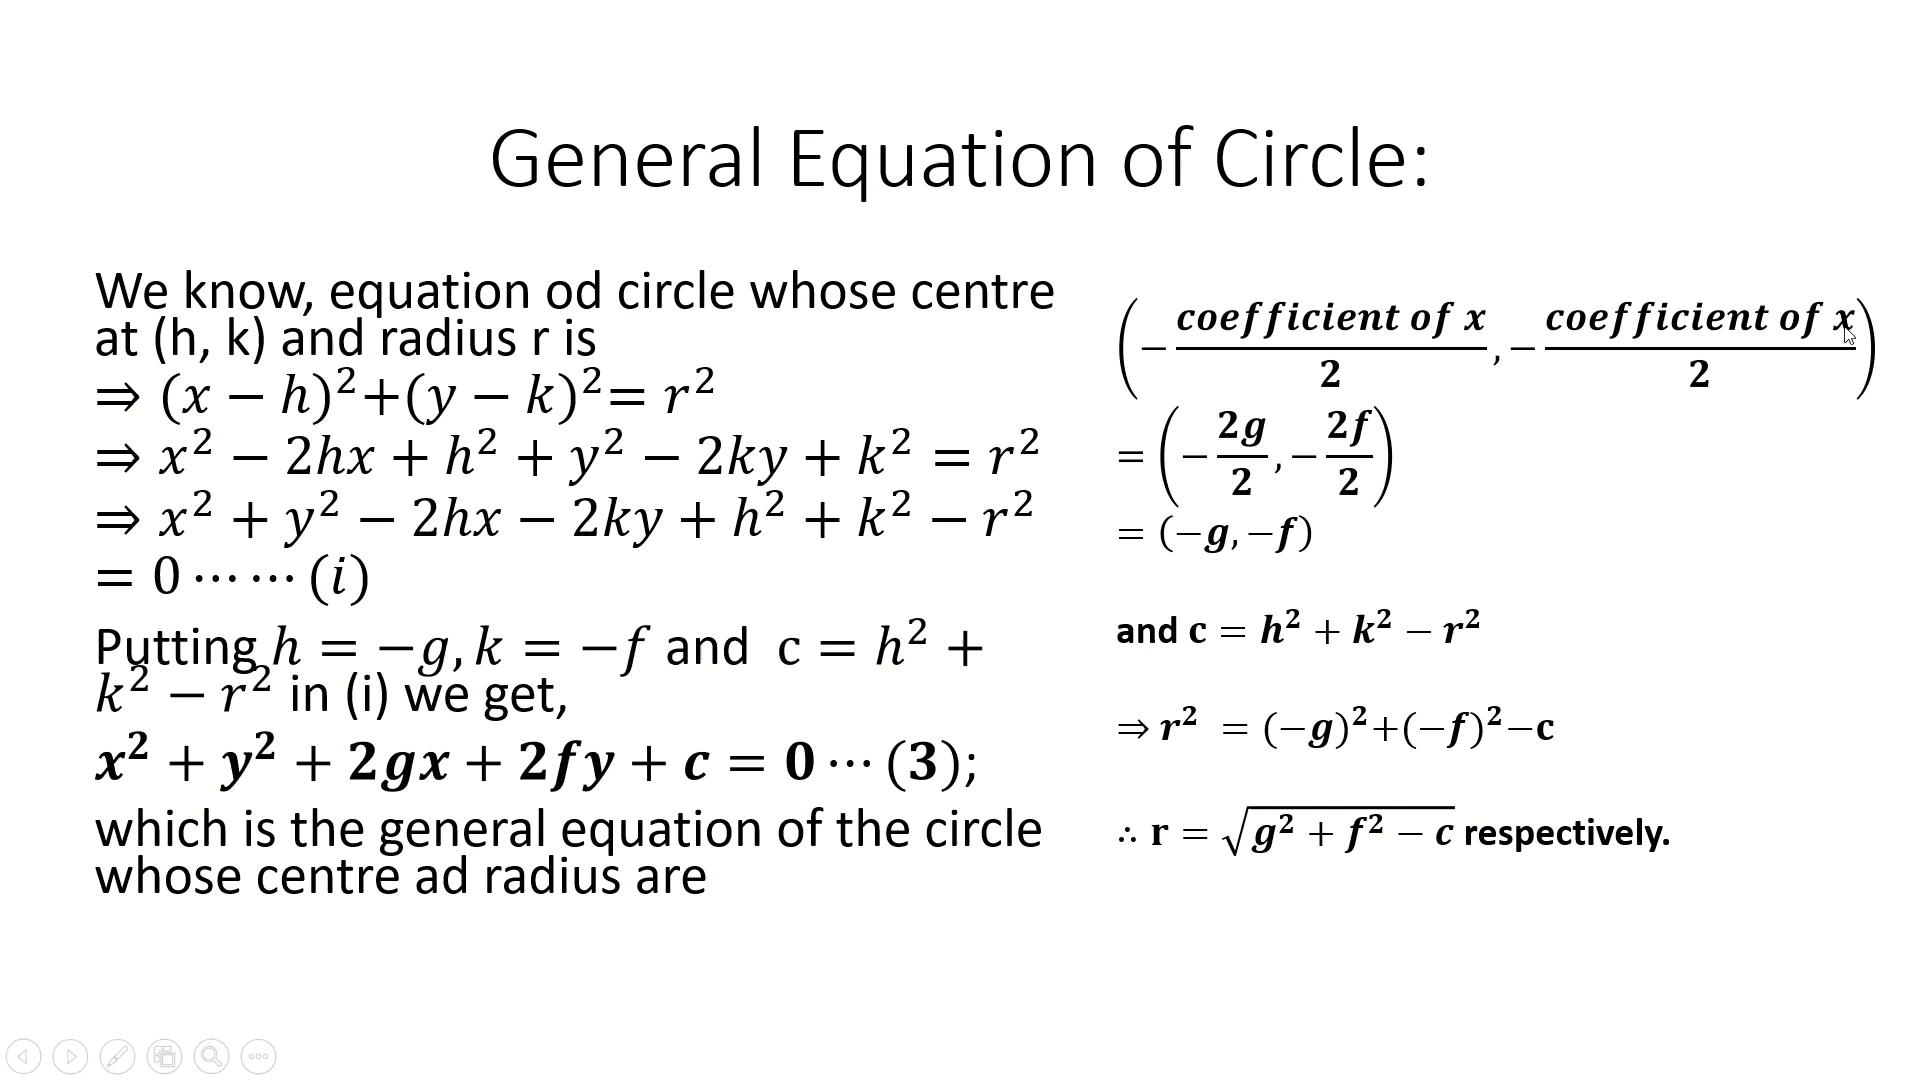 General Equation of Circle:
We know, equation od circle whose centre
at (h, k) and radius r is
⇒ (x − h)²+(y − k)²= r²
⇒ x² − 2hx + h² + y² − 2ky + k² = r²
⇒ x² + y² − 2hx − 2ky + h² + k² − r²
= 0 ⋯ ⋯ (i)
Putting h = −g, k = −f and c = h² +
k² − r² in (i) we get,
x² + y² + 2gx + 2fy + c = 0 ⋯ (3);
which is the general equation of the circle
whose centre ad radius are
(− coefficient of x / 2 , − coefficient of x / 2)
= (− 2g / 2 , − 2f / 2)
= (−g, −f)
and c = h² + k² − r²
⇒ r² = (−g)²+(−f)²−c
∴ r = √(g² + f² − c) respectively.